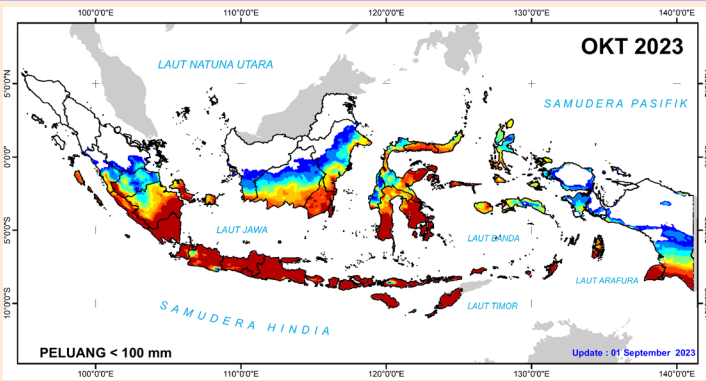 100°0'0"E 110°0'0"E 120°0'0"E 130°0'0"E 140°0'0"E
OKT 2023
LAUT NATUNA UTARA
5°0'0"N
SAMUDERA PASIFIK
0°0'0"
LAUT JAWA
LAUT BANDA
5°0'0"S
LAUT ARAFURA
10°0'0"S
SAMUDERA HINDIA
LAUT TIMOR
PELUANG < 100 mm
Update : 01 September 2023
100°0'0"E 110°0'0"E 120°0'0"E 130°0'0"E 140°0'0"E